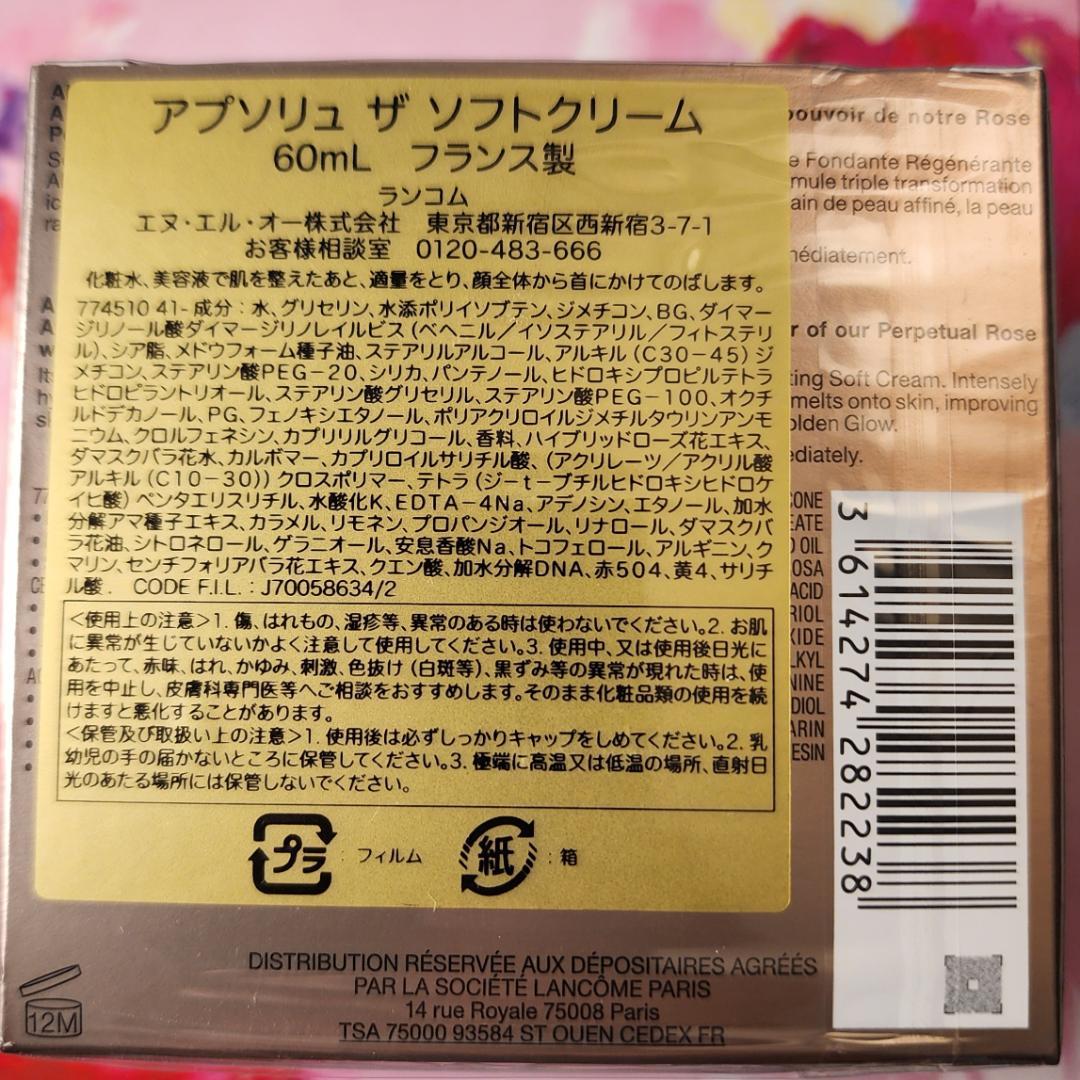 アプソリュ ザ ソフトクリーム
60mL フランス製
ランコム
エヌ・エル・オー株式会社 東京都新宿区西新宿3-7-1
お客様相談室 0120-483-666
化粧水、美容液で肌を整えたあと、適量をとり、顔全体から首にかけてのばします。
774510 41- 成分:水、グリセリン、水添ポリイソブテン、ジメチコン、BG、ダイマー
ジリノール酸ダイマージリノレイルビス(ベヘニル/イソステアリル/フィトステリ
ル)、シア脂、メドウフォーム種子油、ステアリルアルコール、アルキル(C30-45)ジ
メチコン、ステアリン酸PEG-20、シリカ、パンテノール、ヒドロキシプロピルテトラ
ヒドロピラントリオール、ステアリン酸グリセリル、ステアリン酸PEG-100、オクチ
ルドデカノール、PG、フェノキシエタノール、ポリアクリロイルジメチルタウリンアンモ
ニウム、クロルフェネシン、カプリリルグリコール、香料、ハイブリッドローズ花エキス、
ダマスクバラ花水、カルボマー、カプリロイルサリチル酸、(アクリレーツ/アクリル酸
アルキル(C10-30))クロスポリマー、テトラ(ジ-t-ブチルヒドロキシヒドロケ
イヒ酸)ペンタエリスリチル、水酸化K、EDTA-4Na、アデノシン、エタノール、加水
分解アマ種子エキス、カラメル、リモネン、プロパンジオール、リナロール、ダマスクバ
ラ花油、シトロネロール、ゲラニオール、安息香酸Na、トコフェロール、アルギニン、ク
マリン、センチフォリアバラ花エキス、クエン酸、加水分解DNA、赤504、黄4、サリチ
ル酸. CODE F.I.L.:J70058634/2
<使用上の注意>1. 傷、はれもの、湿疹等、異常のある時は使わないでください。2. お肌
に異常が生じていないかよく注意して使用してください。3. 使用中、又は使用後日光に
あたって、赤味、はれ、かゆみ、刺激、色抜け(白斑等)、黒ずみ等の異常が現れた時は、使
用を中止し、皮膚科専門医等へご相談をおすすめします。そのまま化粧品類の使用を続
けますと悪化することがあります。
<保管及び取扱い上の注意>1. 使用後は必ずしっかりキャップをしめてください。2. 乳
幼児の手の届かないところに保管してください。3. 極端に高温又は低温の場所、直射日
光のあたる場所には保管しないでください。
プラ : フィルム 紙 : 箱
pouvoir de notre Rose
e Fondante Régénérante
mule triple transformation
ain de peau affiné, la peau
médiatement.
r of our Perpetual Rose
ting Soft Cream. Intensely
melts onto skin, improving
olden Glow.
ediately.
CONE
EATE
OIL
OSA
ACID
RIOL
XIDE
LKYL
NINE
DIOL
ARIN
ESIN
3 614274 282238
12M
DISTRIBUTION RÉSERVÉE AUX DÉPOSITAIRES AGRÉÉS
PAR LA SOCIÉTÉ LANCÔME PARIS
14 rue Royale 75008 Paris
TSA 75000 93584 ST OUEN CEDEX FR